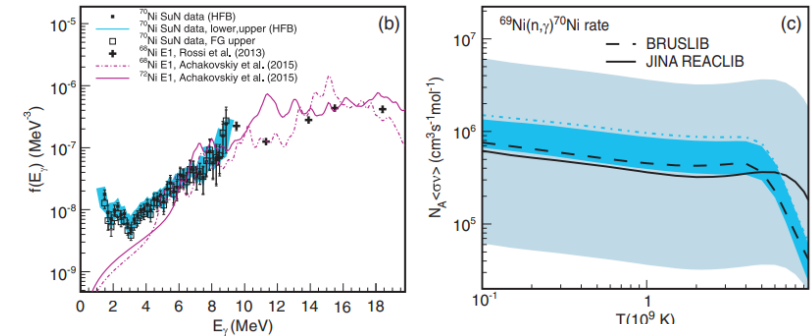 (b)
⁷⁰Ni SuN data (HFB)
⁷⁰Ni SuN data, lower,upper (HFB)
⁷⁰Ni SuN data, FG upper
⁶⁸Ni E1, Rossi et al. (2013)
⁶⁸Ni E1, Achakovskiy et al. (2015)
⁷²Ni E1, Achakovskiy et al. (2015)
f(Eγ) (MeV⁻³)
10⁻⁵
10⁻⁶
10⁻⁷
10⁻⁸
10⁻⁹
0 2 4 6 8 10 12 14 16 18
Eγ (MeV)
(c)
⁶⁹Ni(n,γ)⁷⁰Ni rate
BRUSLIB
JINA REACLIB
N_A<σv> (cm³s⁻¹mol⁻¹)
10⁷
10⁶
10⁵
10⁻¹ 1
T(10⁹ K)